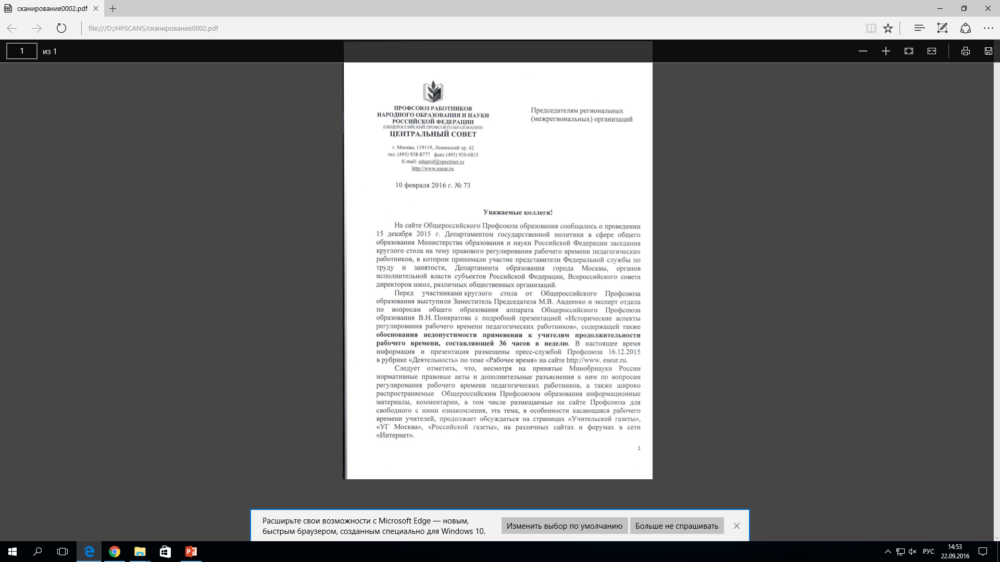 сканирование0002.pdf
file:///D:/HPSCANS/сканирование0002.pdf
1 из 1
ПРОФСОЮЗ РАБОТНИКОВ
НАРОДНОГО ОБРАЗОВАНИЯ И НАУКИ
РОССИЙСКОЙ ФЕДЕРАЦИИ
(ОБЩЕРОССИЙСКИЙ ПРОФСОЮЗ ОБРАЗОВАНИЯ)
ЦЕНТРАЛЬНЫЙ СОВЕТ
г. Москва, 119119, Ленинский пр. 42
тел. (495) 938-8777 факс (495) 930-6815
E-mail: eduprof@spectrnet.ru
http://www.eseur.ru
10 февраля 2016 г. № 73
Председателям региональных
(межрегиональных) организаций
Уважаемые коллеги!
На сайте Общероссийского Профсоюза образования сообщалось о проведении
15 декабря 2015 г. Департаментом государственной политики в сфере общего
образования Министерства образования и науки Российской Федерации заседания
круглого стола на тему правового регулирования рабочего времени педагогических
работников, в котором принимали участие представители Федеральной службы по
труду и занятости, Департамента образования города Москвы, органов
исполнительной власти субъектов Российской Федерации, Всероссийского совета
директоров школ, различных общественных организаций.
Перед участниками круглого стола от Общероссийского Профсоюза
образования выступили Заместитель Председателя М.В. Авдеенко и эксперт отдела
по вопросам общего образования аппарата Общероссийского Профсоюза
образования В.Н. Понкратова с подробной презентацией «Исторические аспекты
регулирования рабочего времени педагогических работников», содержащей также
обоснования недопустимости применения к учителям продолжительности
рабочего времени, составляющей 36 часов в неделю. В настоящее время
информация и презентация размещены пресс-службой Профсоюза 16.12.2015
в рубрике «Деятельность» по теме «Рабочее время» на сайте http://www. eseur.ru.
Следует отметить, что, несмотря на принятые Минобрнауки России
нормативные правовые акты и дополнительные разъяснения к ним по вопросам
регулирования рабочего времени педагогических работников, а также широко
распространяемые Общероссийским Профсоюзом образования информационные
материалы, комментарии, в том числе размещаемые на сайте Профсоюза для
свободного с ними ознакомления, эта тема, в особенности касающаяся рабочего
времени учителей, продолжает обсуждаться на страницах «Учительской газеты»,
«УГ Москва», «Российской газеты», на различных сайтах и форумах в сети
«Интернет».
1
Расширьте свои возможности с Microsoft Edge — новым,
быстрым браузером, созданным специально для Windows 10.
Изменить выбор по умолчанию
Больше не спрашивать
РУС
14:53
22.09.2016